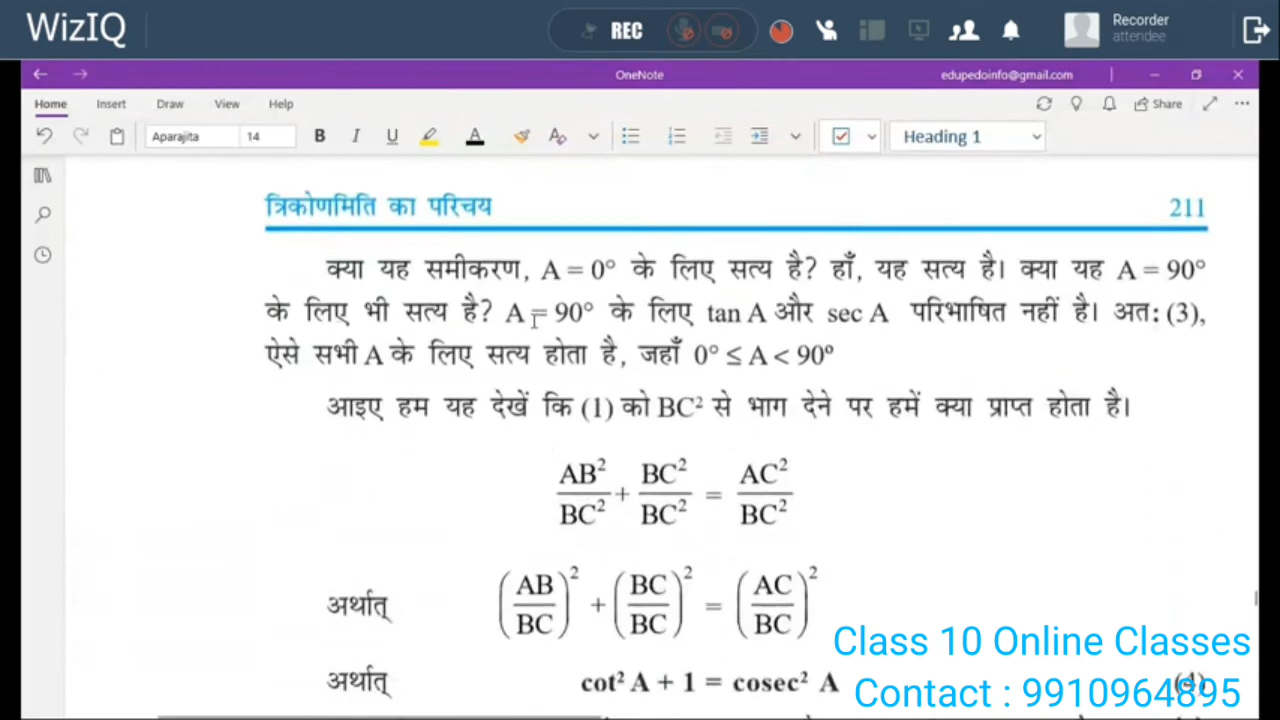 WizIQ
REC
Recorder
attendee
OneNote
edupedoinfo@gmail.com
Home Insert Draw View Help
Share
Aparajita 14 B I U A Heading 1
त्रिकोणमिति का परिचय 211
क्या यह समीकरण, A = 0° के लिए सत्य है? हाँ, यह सत्य है। क्या यह A = 90°
के लिए भी सत्य है? A = 90° के लिए tan A और sec A परिभाषित नहीं है। अत: (3),
ऐसे सभी A के लिए सत्य होता है, जहाँ 0° ≤ A < 90°
आइए हम यह देखें कि (1) को BC² से भाग देने पर हमें क्या प्राप्त होता है।
AB²/BC² + BC²/BC² = AC²/BC²
अर्थात् (AB/BC)² + (BC/BC)² = (AC/BC)²
अर्थात् cot² A + 1 = cosec² A (4)
Class 10 Online Classes
Contact : 9910964895